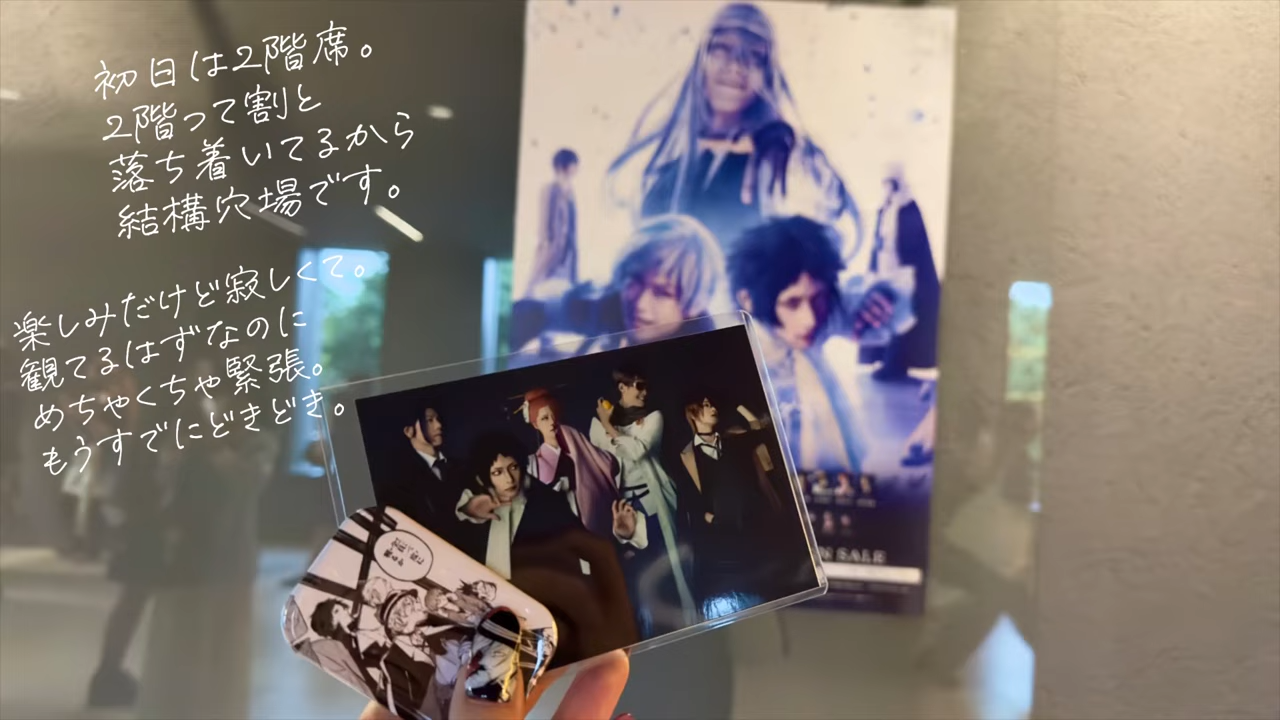 初日は2階席。
2階って割と
落ち着いてるから
結構穴場です。
楽しみだけど寂しくて。
観てるはずなのに
めちゃくちゃ緊張。
もうすでにどきどき。
SALE